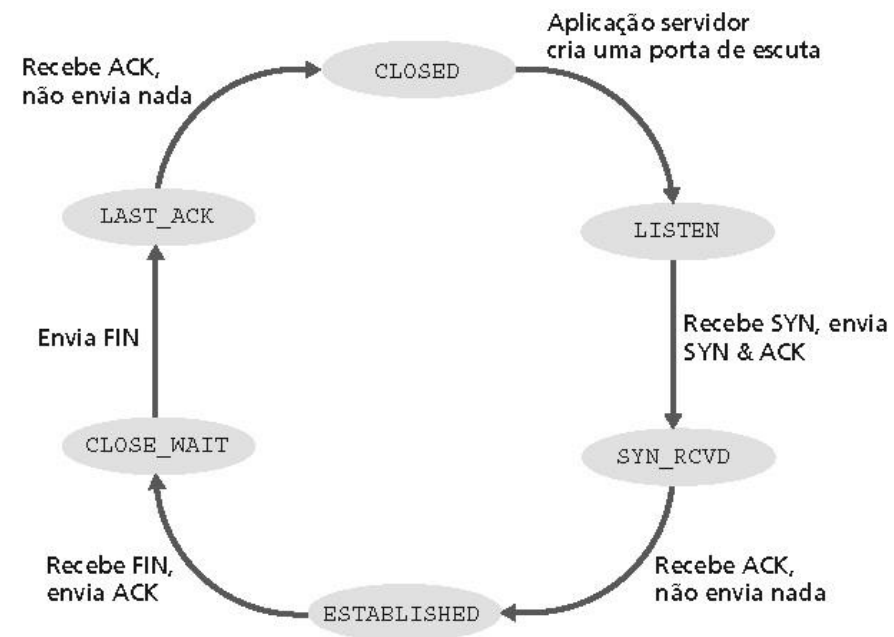 Aplicação servidor
cria uma porta de escuta
CLOSED
Recebe ACK,
não envia nada
LAST_ACK
LISTEN
Recebe SYN, envia
SYN & ACK
Envia FIN
CLOSE_WAIT
SYN_RCVD
Recebe FIN,
envia ACK
Recebe ACK,
não envia nada
ESTABLISHED